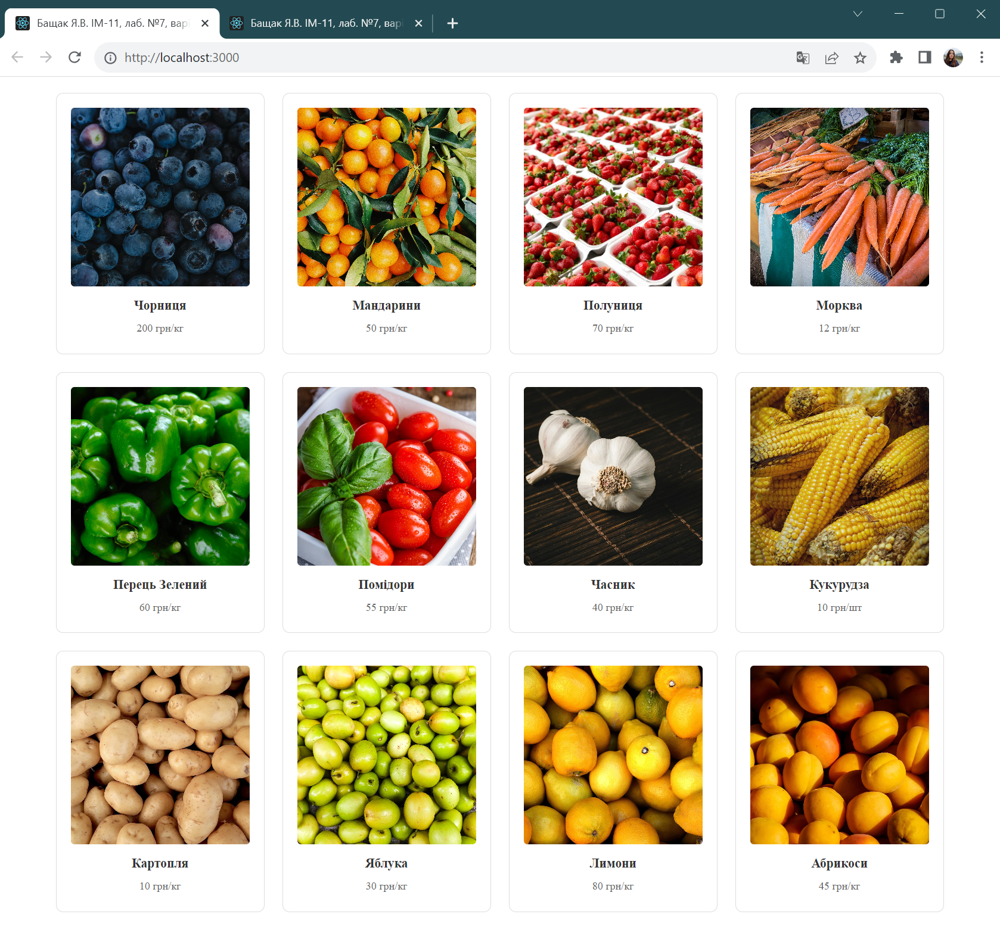 Бащак Я.В. ІМ-11, лаб. №7, варі
Бащак Я.В. ІМ-11, лаб. №7, варі
http://localhost:3000
Чорниця
200 грн/кг
Мандарини
50 грн/кг
Полуниця
70 грн/кг
Морква
12 грн/кг
Перець Зелений
60 грн/кг
Помідори
55 грн/кг
Часник
40 грн/кг
Кукурудза
10 грн/шт
Картопля
10 грн/кг
Яблука
30 грн/кг
Лимони
80 грн/кг
Абрикоси
45 грн/кг